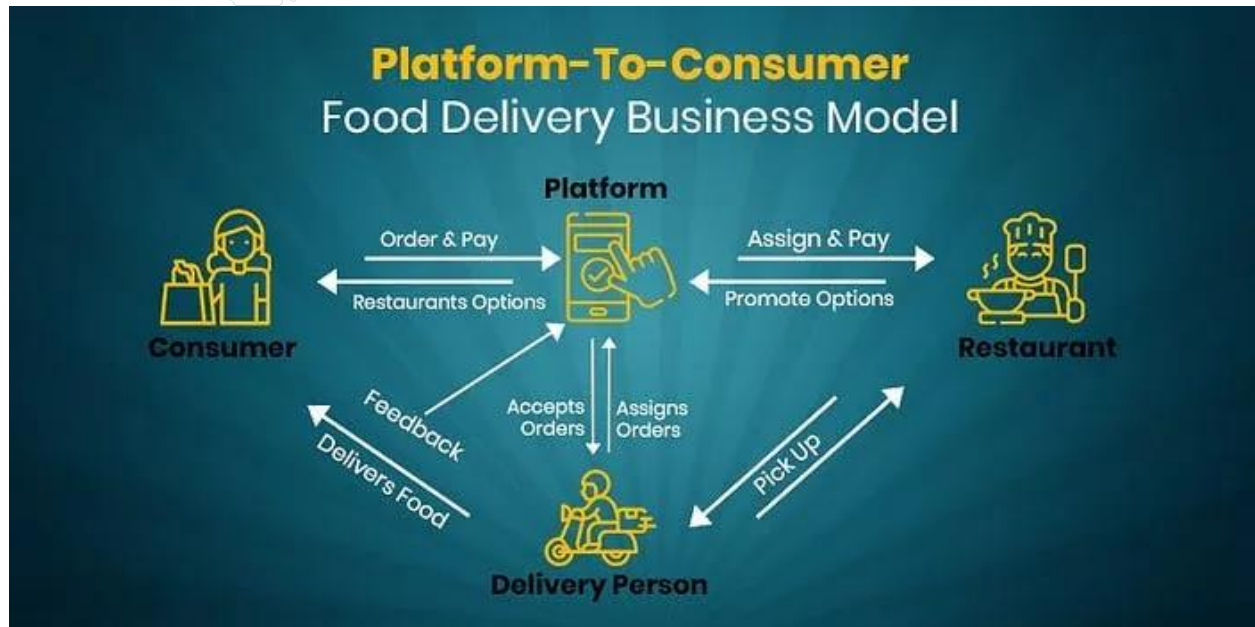 Platform-To-Consumer
Food Delivery Business Model
Platform
Order & Pay
Assign & Pay
Restaurants Options
Promote Options
Consumer
Restaurant
Feedback
Accepts
Orders
Assigns
Orders
Delivers Food
Pick Up
Delivery Person